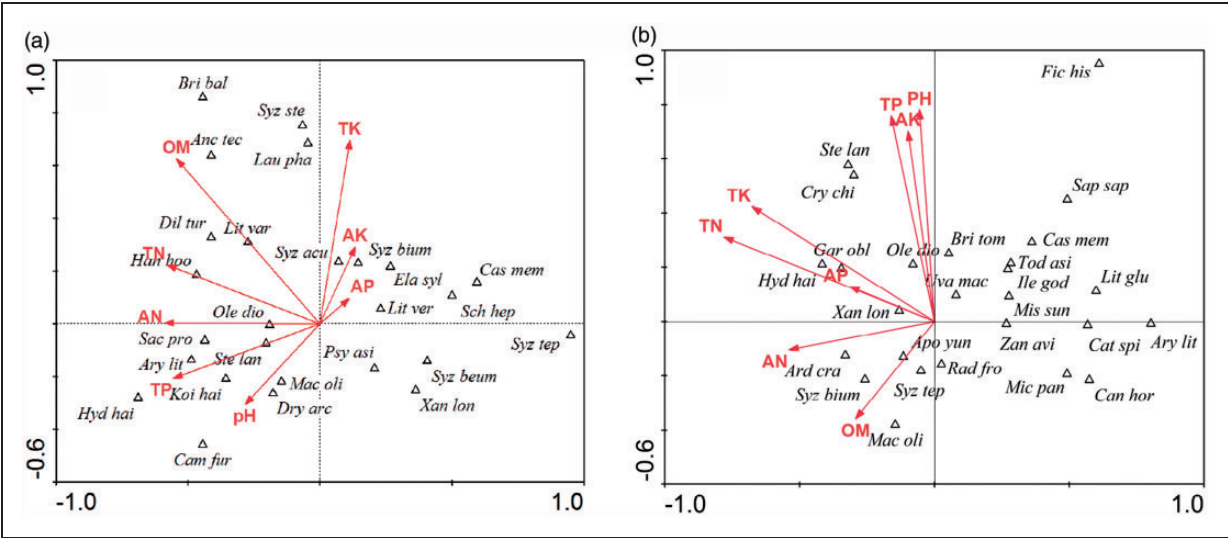 (a)
1.0
Bri bal
Syz ste
TK
Anc tec
OM
Lau pha
Dil tur
Lit var
Syz acu
AK
Syz bium
TN
Han hoo
Ela syl
Cas mem
AP
Lit ver
Sch hep
AN
Ole dio
Sac pro
Syz tep
Ary lit
Ste lan
Psy asi
TP
Koi hai
Mac oli
Syz beum
Hyd hai
pH
Dry arc
Xan lon
Cam fur
-0.6
-1.0
1.0
(b)
1.0
Fic his
TP
PH
AK
Ste lan
Cry chi
Sap sap
TK
TN
Gar obl
Ole dio
Bri tom
Cas mem
Hyd hai
Tod asi
AP
Uva mac
Ile god
Lit glu
Xan lon
Mis sun
AN
Ard cra
Apo yun
Zan avi
Cat spi
Ary lit
Syz bium
Syz tep
Rad fro
Mic pan
Can hor
OM
Mac oli
-0.6
-1.0
1.0